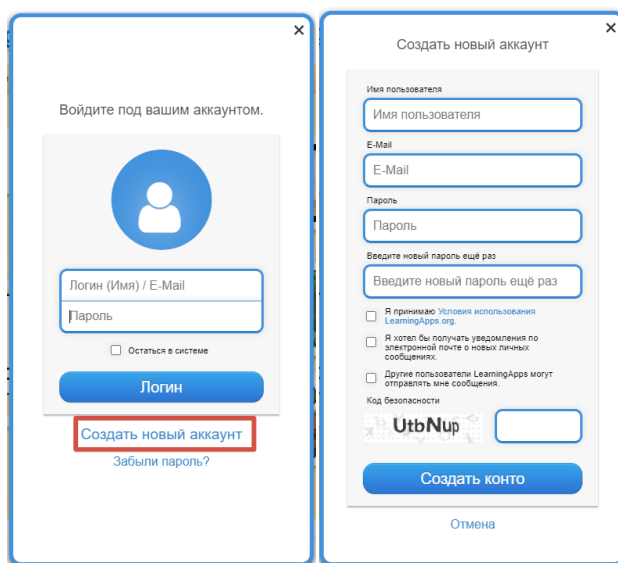 ×
Войдите под вашим аккаунтом.
Логин (Имя) / E-Mail
Пароль
Остаться в системе
Логин
Создать новый аккаунт
Забыли пароль?
×
Создать новый аккаунт
Имя пользователя
Имя пользователя
E-Mail
E-Mail
Пароль
Пароль
Введите новый пароль ещё раз
Введите новый пароль ещё раз
Я принимаю Условия использования
LearningApps.org.
Я хотел бы получать уведомления по
электронной почте о новых личных
сообщениях.
Другие пользователи LearningApps могут
отправлять мне сообщения.
Код безопасности
UtbNup
Создать конто
Отмена